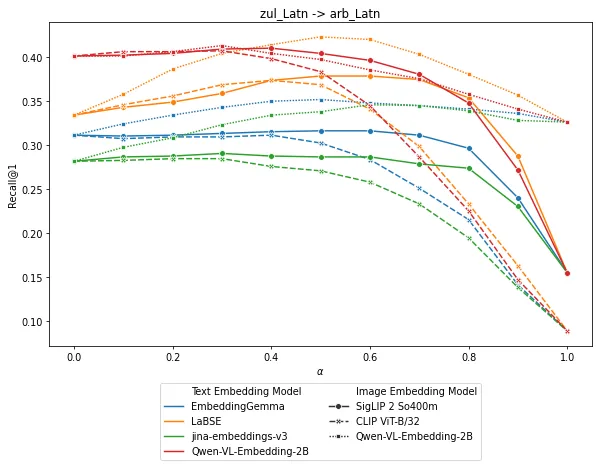 zul_Latn -> arb_Latn
Recall@1
0.40
0.35
0.30
0.25
0.20
0.15
0.10
0.0 0.2 0.4 0.6 0.8 1.0
α
Text Embedding Model
EmbeddingGemma
LaBSE
jina-embeddings-v3
Qwen-VL-Embedding-2B
Image Embedding Model
SigLIP 2 So400m
CLIP ViT-B/32
Qwen-VL-Embedding-2B